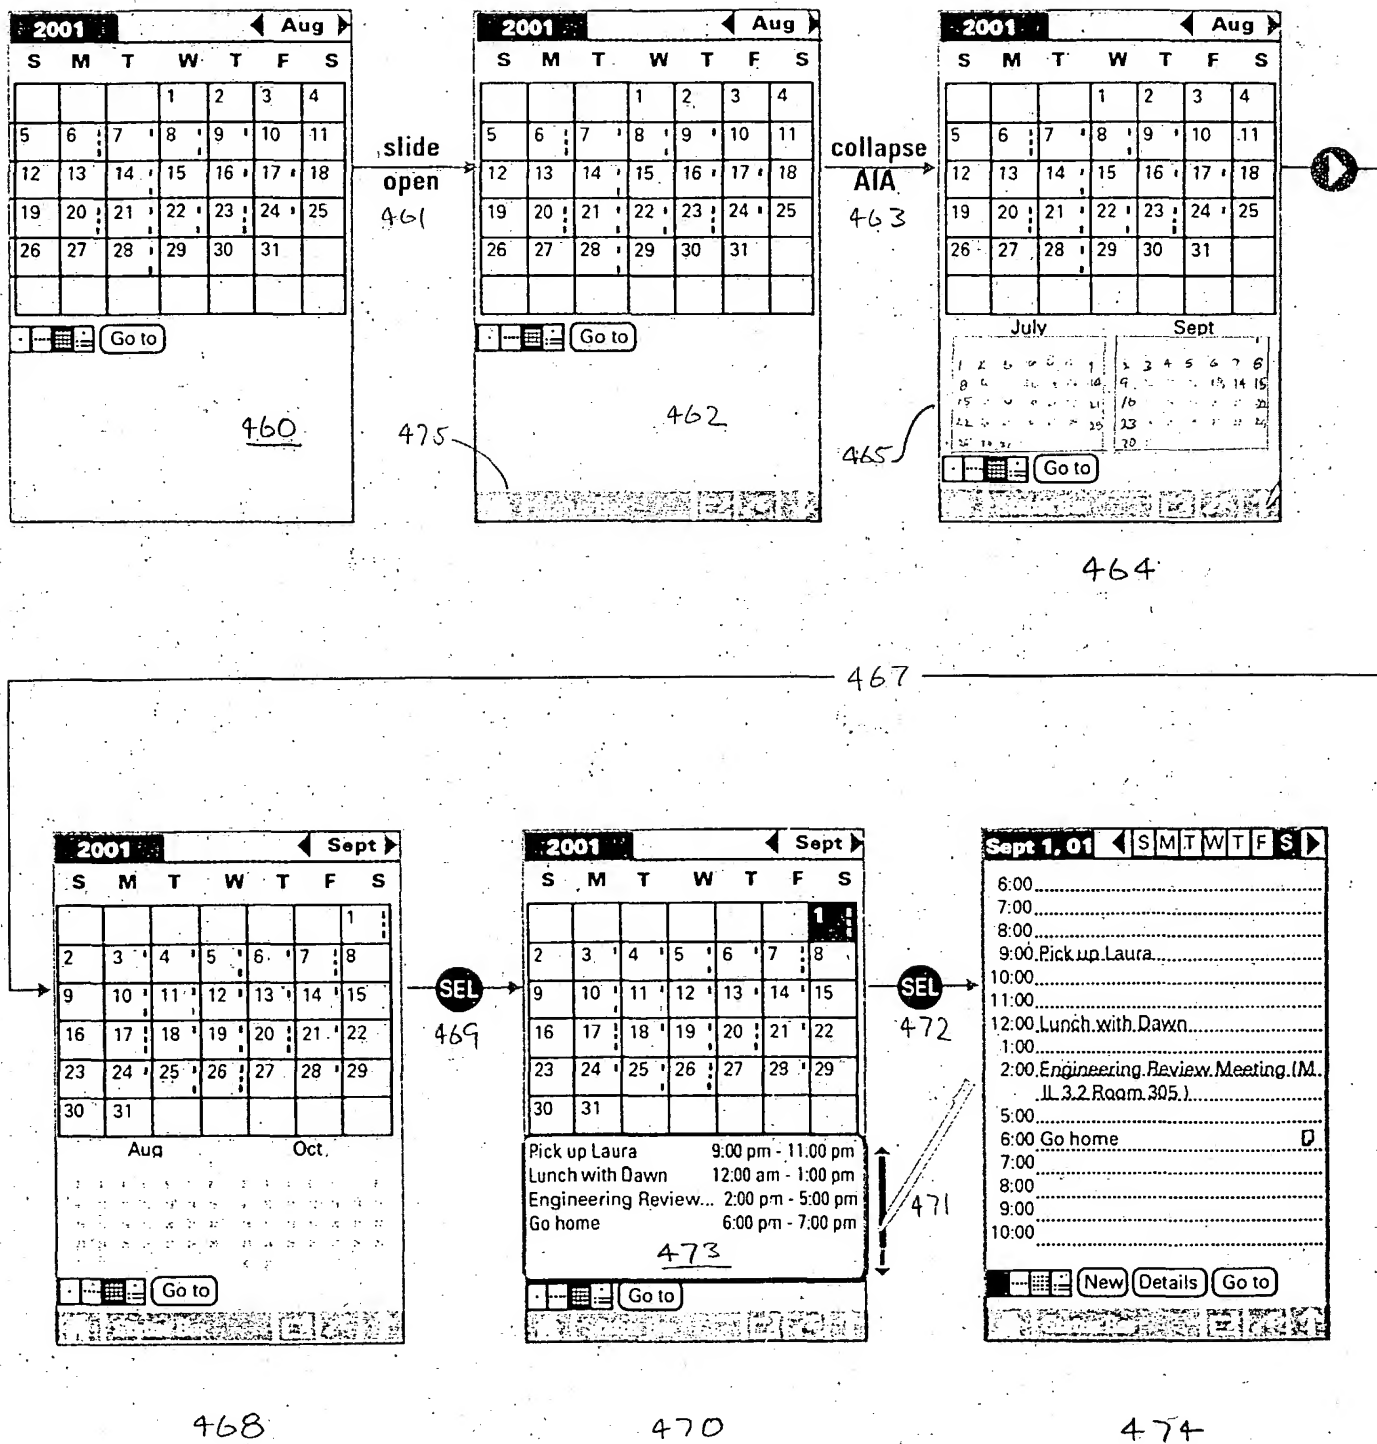 2001 Aug
S M T W T F S
1 2 3 4
5 6 7 8 9 10 11
12 13 14 15 16 17 18
19 20 21 22 23 24 25
26 27 28 29 30 31
Go to
460
slide
open
461
2001 Aug
S M T W T F S
1 2 3 4
5 6 7 8 9 10 11
12 13 14 15 16 17 18
19 20 21 22 23 24 25
26 27 28 29 30 31
Go to
462
475
collapse
AIA
463
2001 Aug
S M T W T F S
1 2 3 4
5 6 7 8 9 10 11
12 13 14 15 16 17 18
19 20 21 22 23 24 25
26 27 28 29 30 31
July Sept
2 3 4 5 6 7 8
9 13 14 15
16
23
30
465
Go to
464
467
2001 Sept
S M T W T F S
1
2 3 4 5 6 7 8
9 10 11 12 13 14 15
16 17 18 19 20 21 22
23 24 25 26 27 28 29
30 31
Aug Oct
Go to
468
SEL
469
2001 Sept
S M T W T F S
1
2 3 4 5 6 7 8
9 10 11 12 13 14 15
16 17 18 19 20 21 22
23 24 25 26 27 28 29
30 31
Pick up Laura 9:00 pm - 11:00 pm
Lunch with Dawn 12:00 am - 1:00 pm
Engineering Review... 2:00 pm - 5:00 pm
Go home 6:00 pm - 7:00 pm
473
Go to
470
SEL
472
471
Sept 1, 01 S M T W T F S
6:00
7:00
8:00
9:00 Pick up Laura
10:00
11:00
12:00 Lunch with Dawn
1:00
2:00 Engineering Review Meeting (M
IL 3.2 Room 305 )
5:00
6:00 Go home
7:00
8:00
9:00
10:00
New Details Go to
474